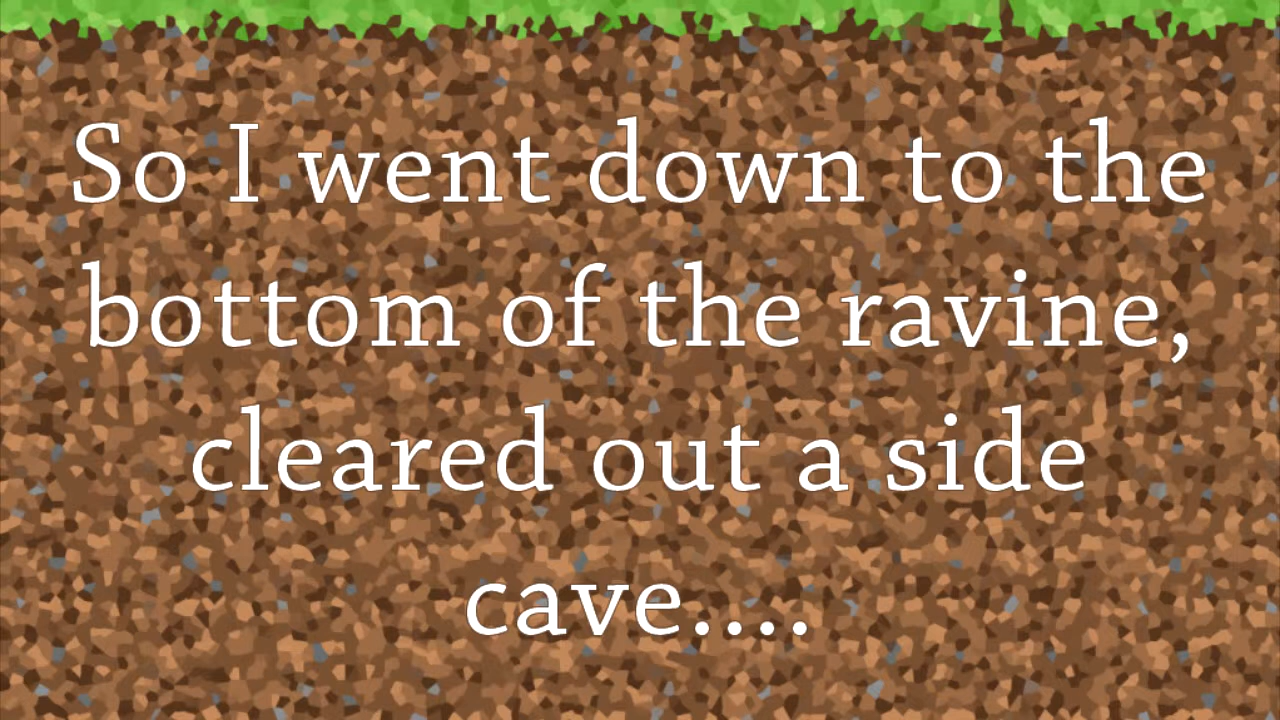 So I went down to the
bottom of the ravine,
cleared out a side
cave....